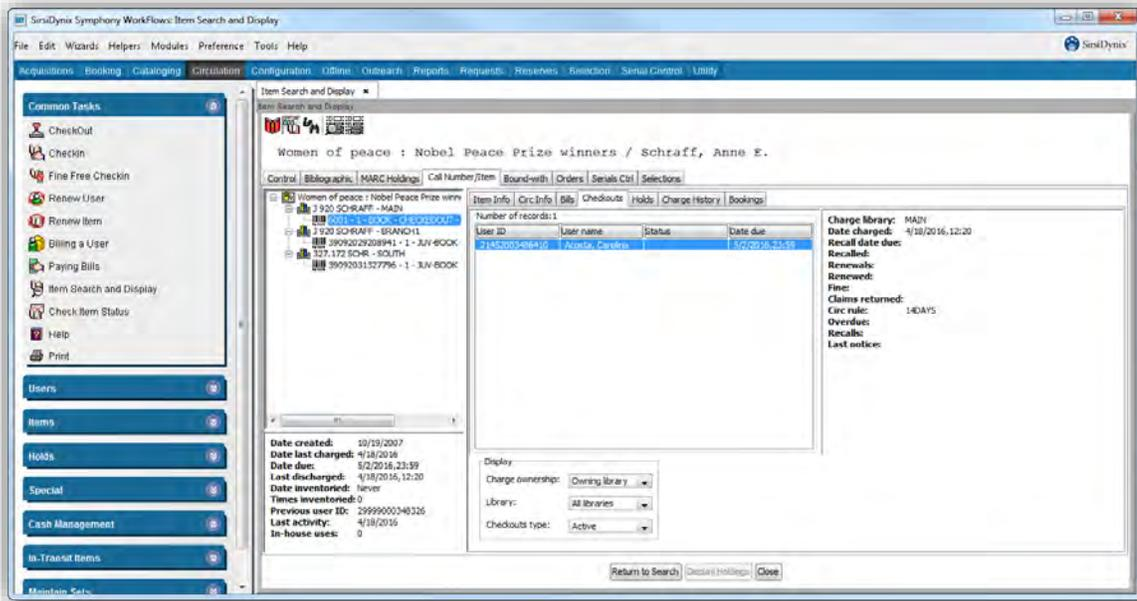 SirsiDynix Symphony WorkFlows: Item Search and Display
File Edit Wizards Helpers Modules Preference Tools Help
SirsiDynix
Acquisitions Booking Cataloging Circulation Configuration Offline Outreach Reports Requests Reserves Selection Serial Control Utility
Common Tasks
CheckOut
Checkin
Fine Free Checkin
Renew User
Renew Item
Billing a User
Paying Bills
Item Search and Display
Check Item Status
Help
Print
Users
Items
Holds
Special
Cash Management
In-Transit Items
Maintain Sets
Item Search and Display
Item Search and Display
Women of peace : Nobel Peace Prize winners / Schraff, Anne E.
Control Bibliographic MARC Holdings Call Number/Item Bound-with Orders Serials Ctrl Selections
Women of peace : Nobel Peace Prize winn
J 920 SCHRAFF - MAIN
6001 - 1 - BOOK - CHECKEDOUT -
J 920 SCHRAFF - BRANCH1
39092029208941 - 1 - JUV-BOOK
327.172 SCHR - SOUTH
39092031327796 - 1 - JUV-BOOK
Date created: 10/19/2007
Date last charged: 4/18/2016
Date due: 5/2/2016,23:59
Last discharged: 4/18/2016,12:20
Date inventoried: Never
Times inventoried: 0
Previous user ID: 29999000348326
Last activity: 4/18/2016
In-house uses: 0
Item Info Circ Info Bills Checkouts Holds Charge History Bookings
Number of records:1
User ID User name Status Date due
21452003486410 Acosta, Carolina 5/2/2016,23:59
Display
Charge ownership: Owning library
Library: All libraries
Checkouts type: Active
Charge library: MAIN
Date charged: 4/18/2016,12:20
Recall date due:
Recalled:
Renewals:
Renewed:
Fine:
Claims returned:
Circ rule: 14DAYS
Overdue:
Recalls:
Last notice:
Return to Search Display Holdings Close